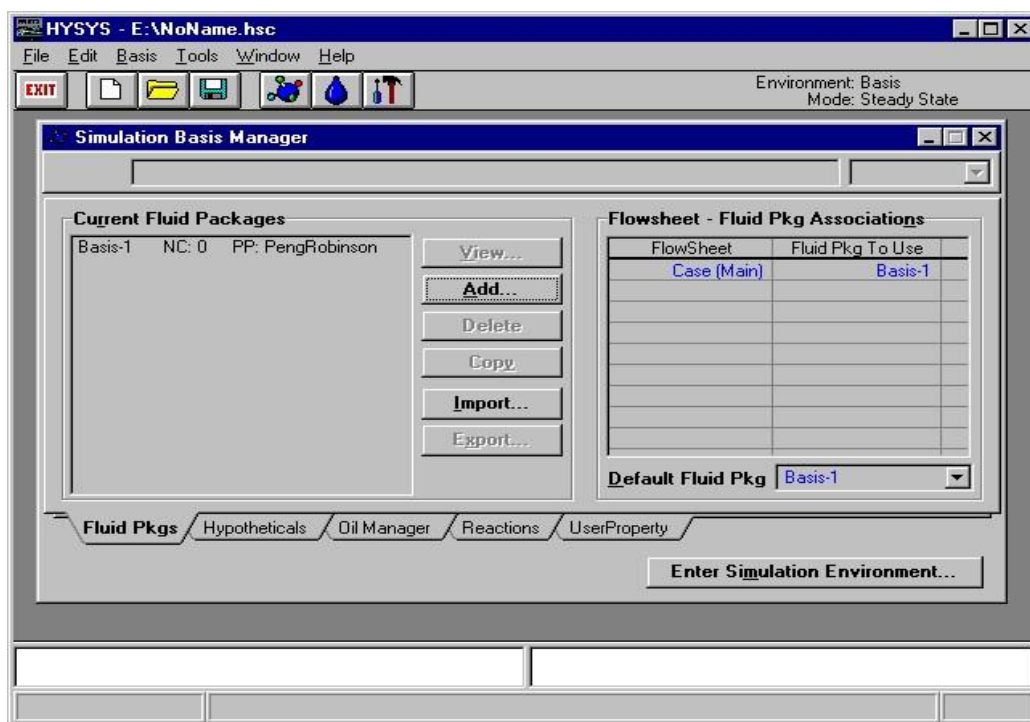 HYSYS - E:\NoName.hsc
File Edit Basis Tools Window Help
EXIT
Environment: Basis
Mode: Steady State
Simulation Basis Manager
Current Fluid Packages
Basis-1 NC: 0 PP: PengRobinson
View...
Add...
Delete
Copy
Import...
Export...
Flowsheet - Fluid Pkg Associations
FlowSheet Fluid Pkg To Use
Case (Main) Basis-1
Default Fluid Pkg Basis-1
Fluid Pkgs Hypotheticals Oil Manager Reactions UserProperty
Enter Simulation Environment...